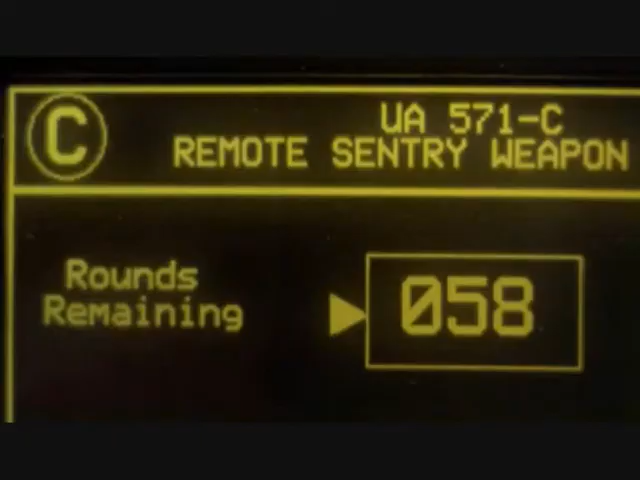 C
UA 571-C
REMOTE SENTRY WEAPON
Rounds
Remaining
058